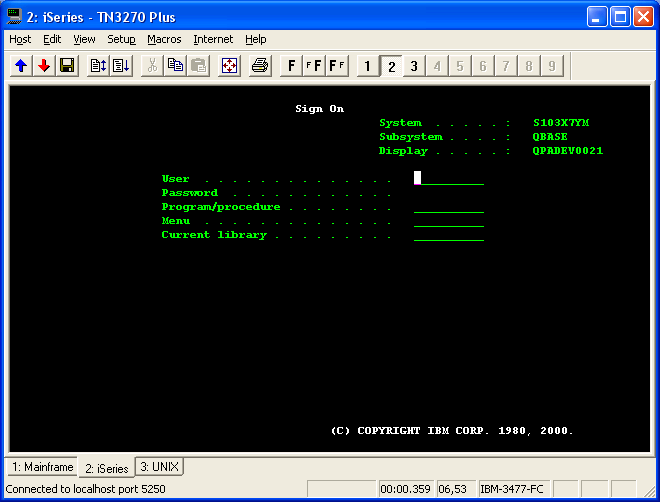 2: iSeries - TN3270 Plus
Host Edit View Setup Macros Internet Help
F F F F F 1 2 3 4 5 6 7 8 9
Sign On
System . . . . . : S103X7YM
Subsystem . . . . : QBASE
Display . . . . . : QPADEV0021
User . . . . . . . . . . . . . .
Password . . . . . . . . . . . .
Program/procedure . . . . . . . .
Menu . . . . . . . . . . . . . .
Current library . . . . . . . . .
(C) COPYRIGHT IBM CORP. 1980, 2000.
1: Mainframe 2: iSeries 3: UNIX
Connected to localhost port 5250 00:00.359 06,53 IBM-3477-FC